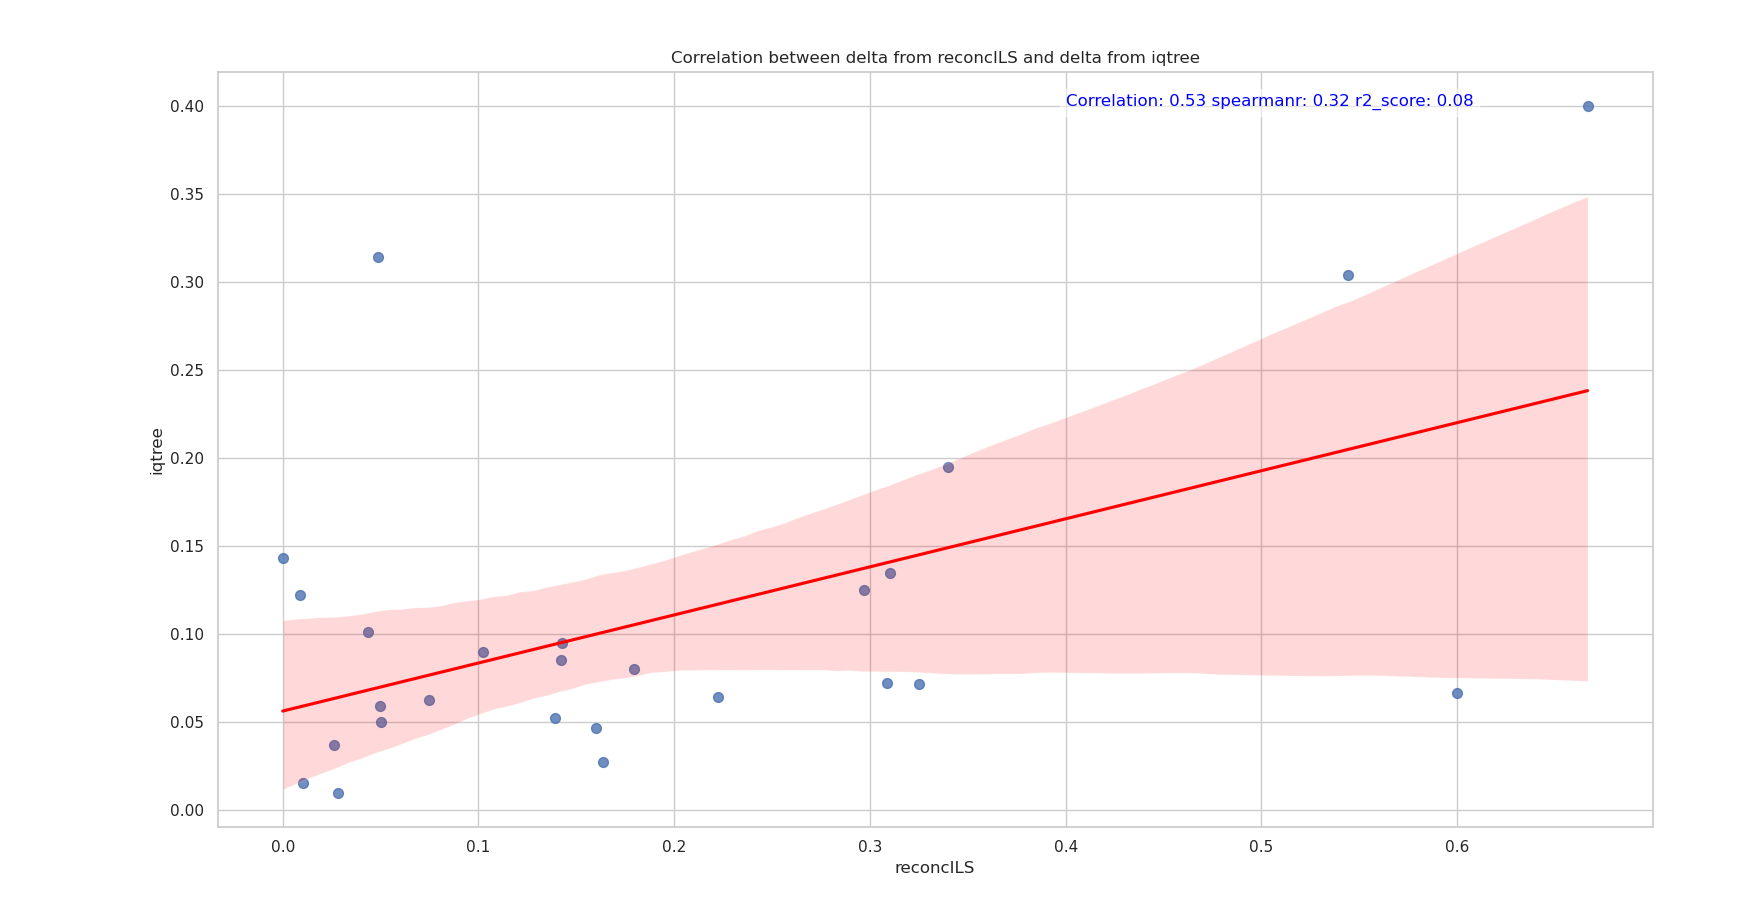 Correlation between delta from reconcILS and delta from iqtree
Correlation: 0.53 spearmanr: 0.32 r2_score: 0.08
0.40
0.35
0.30
0.25
0.20
0.15
0.10
0.05
0.00
iqtree
0.0 0.1 0.2 0.3 0.4 0.5 0.6
reconcILS